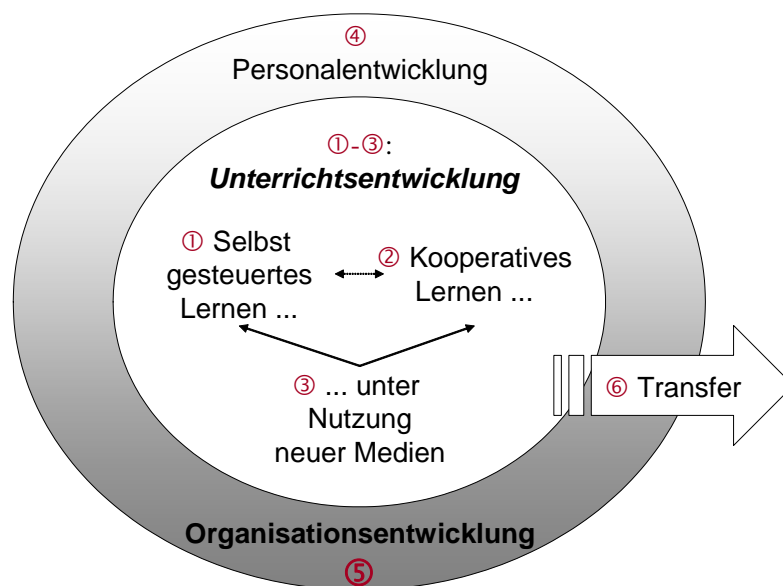 ④
Personalentwicklung
①-③:
Unterrichtsentwicklung
① Selbst
gesteuertes
Lernen ...
② Kooperatives
Lernen ...
③ ... unter
Nutzung
neuer Medien
⑥ Transfer
Organisationsentwicklung
⑤